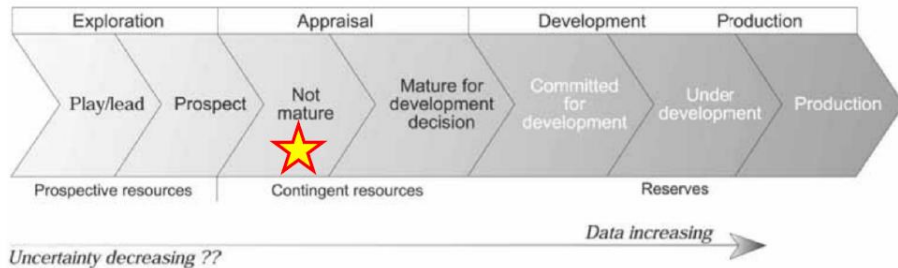 Exploration
Appraisal
Development
Production
Play/lead
Prospect
Not
mature
Mature for
development
decision
Committed
for
development
Under
development
Production
Prospective resources
Contingent resources
Reserves
Data increasing
Uncertainty decreasing ??